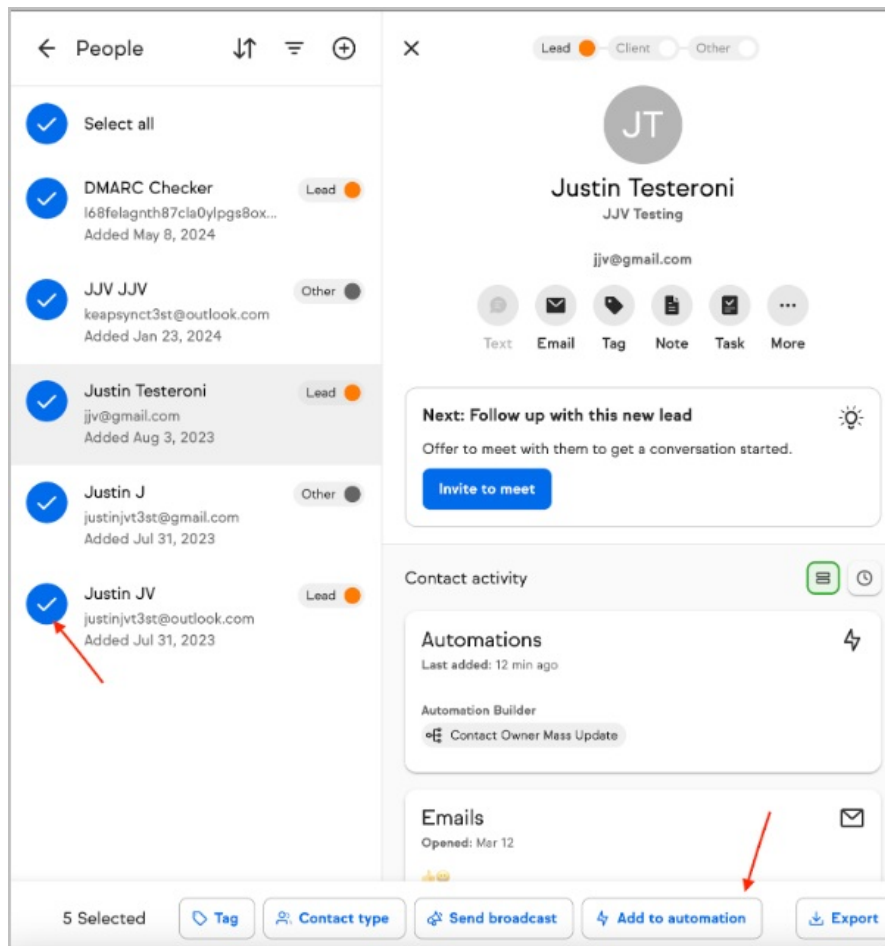 People
Select all
DMARC Checker
Lead
l68felagnth87cla0ylpgs8ox...
Added May 8, 2024
JJV JJV
Other
keapsynct3st@outlook.com
Added Jan 23, 2024
Justin Testeroni
Lead
jjv@gmail.com
Added Aug 3, 2023
Justin J
Other
justinjvt3st@gmail.com
Added Jul 31, 2023
Justin JV
Lead
justinjvt3st@outlook.com
Added Jul 31, 2023
Lead Client Other
JT
Justin Testeroni
JJV Testing
jjv@gmail.com
Text Email Tag Note Task More
Next: Follow up with this new lead
Offer to meet with them to get a conversation started.
Invite to meet
Contact activity
Automations
Last added: 12 min ago
Automation Builder
Contact Owner Mass Update
Emails
Opened: Mar 12
5 Selected Tag Contact type Send broadcast Add to automation Export